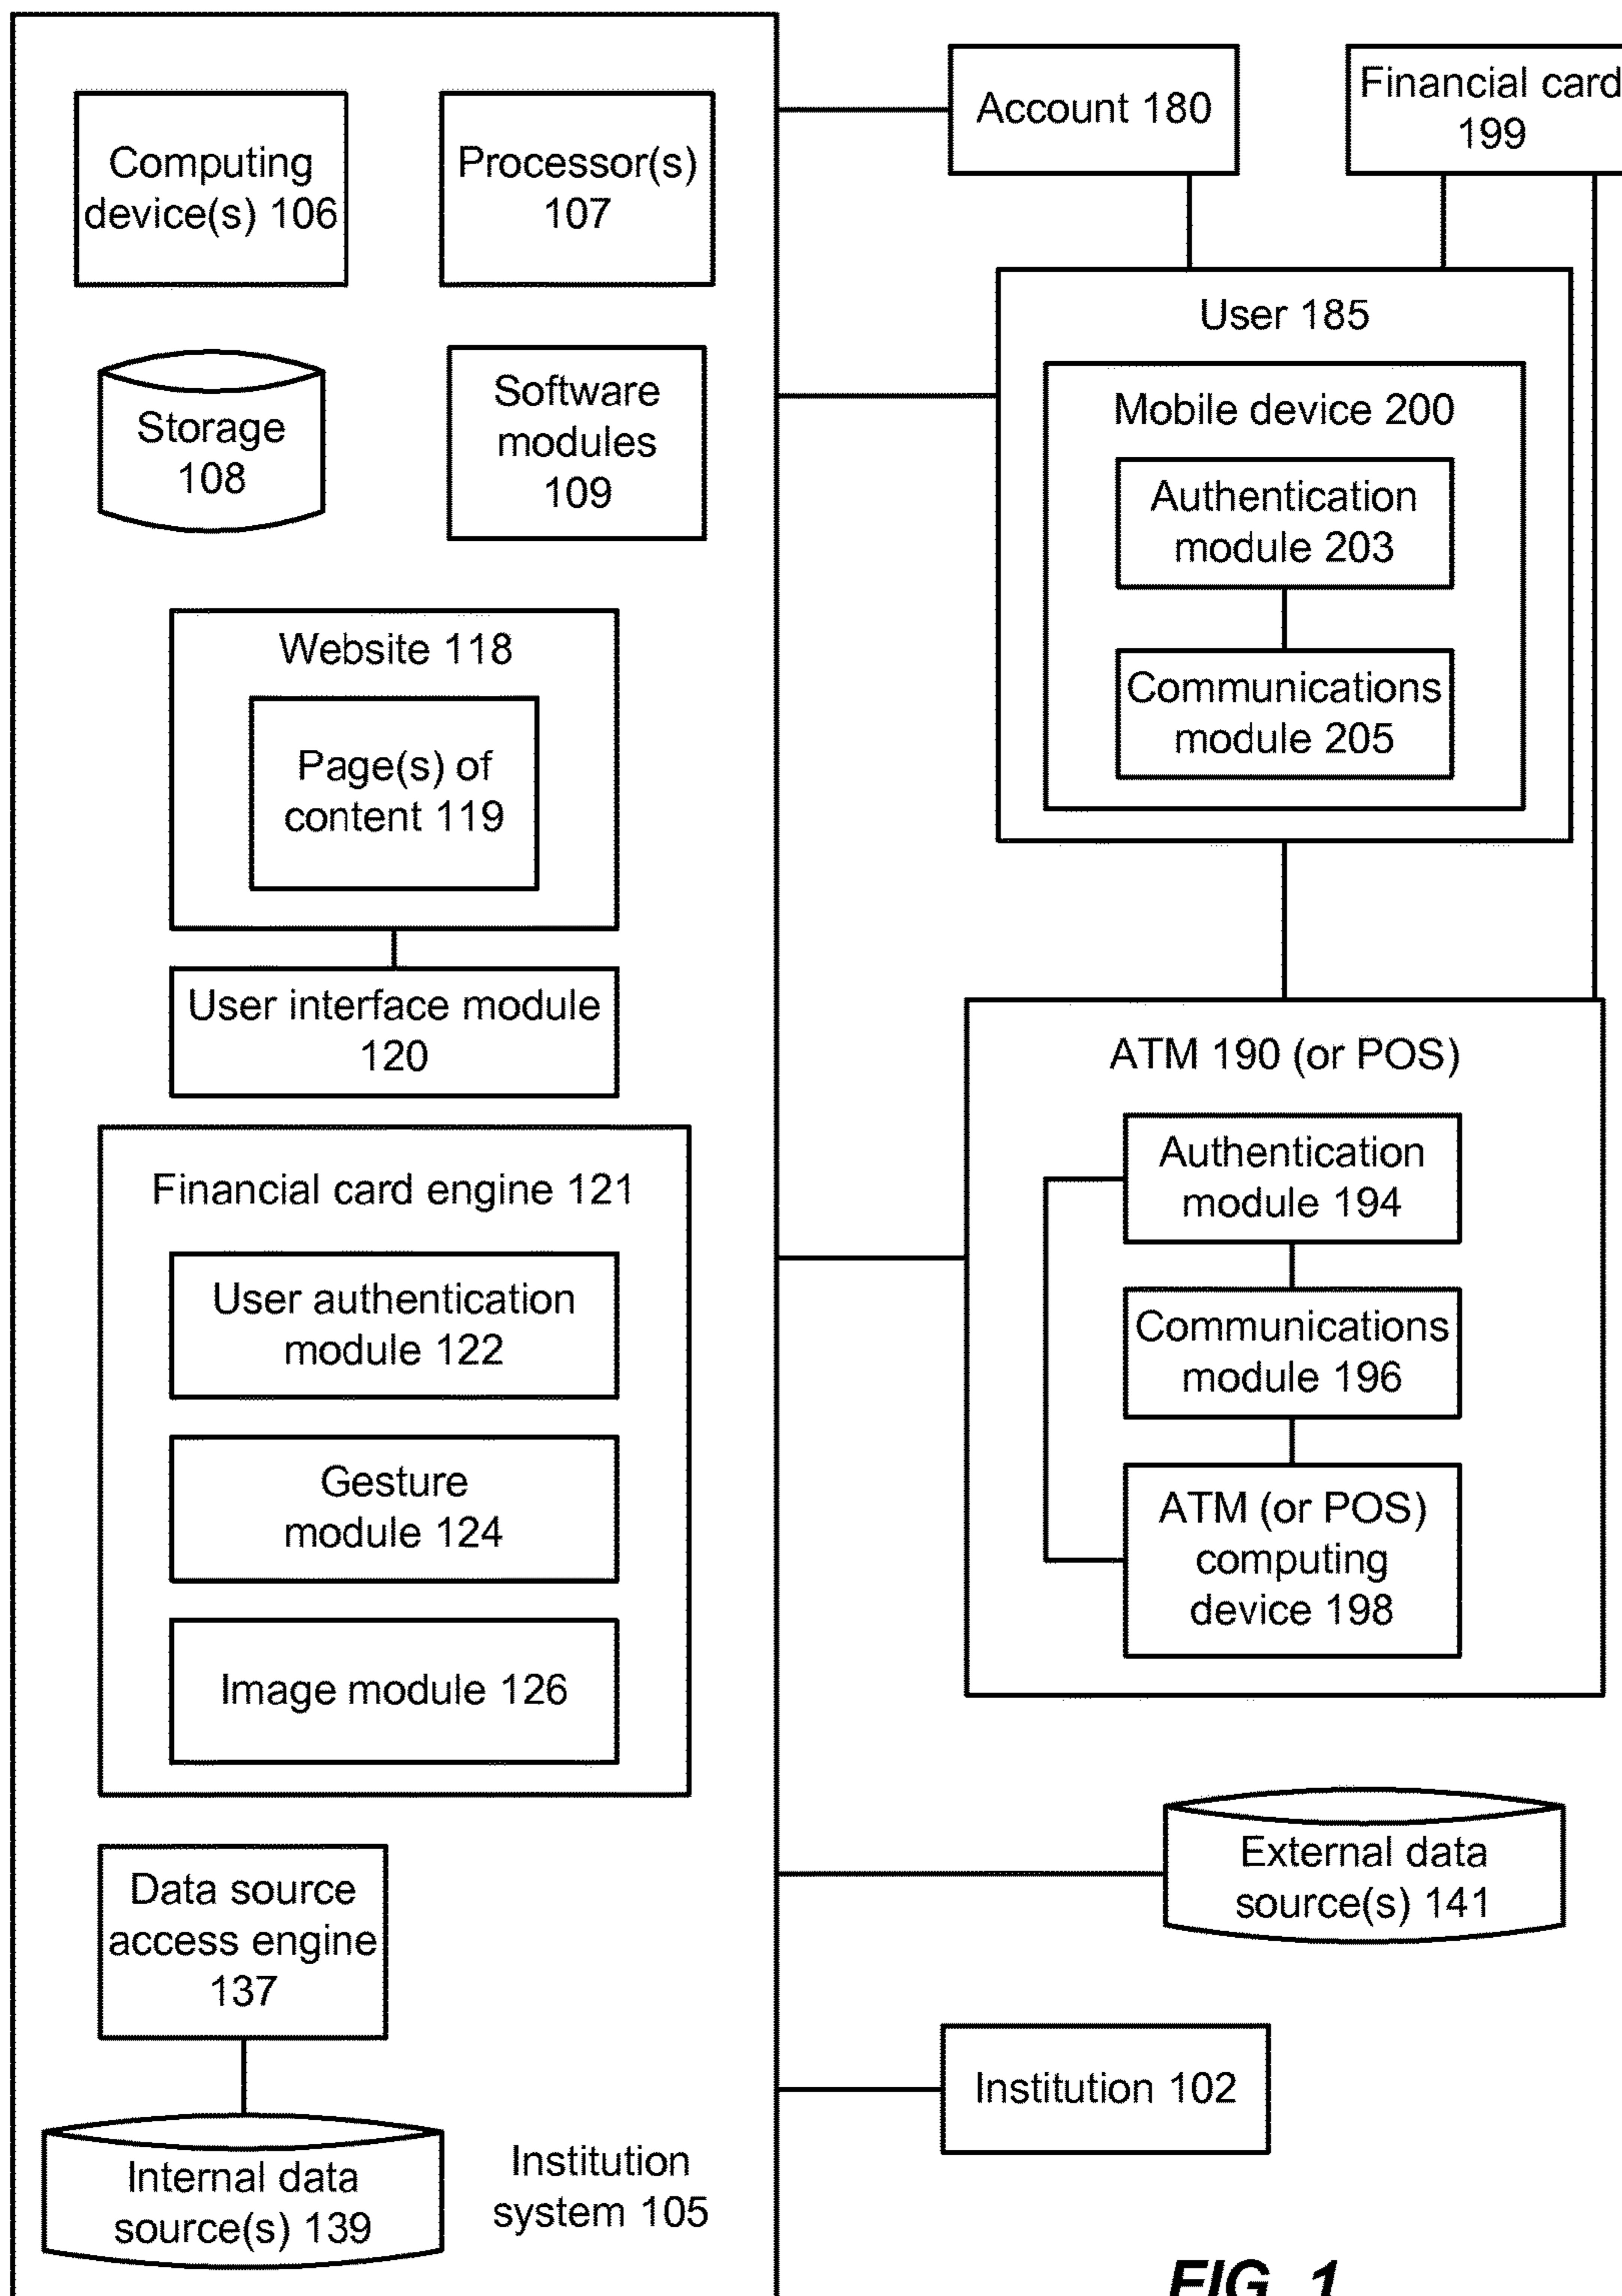 Computing
device(s) 106
Processor(s)
107
Storage
108
Software
modules
109
Website 118
Page(s) of
content 119
User interface module
120
Financial card engine 121
User authentication
module 122
Gesture
module 124
Image module 126
Data source
access engine
137
Internal data
source(s) 139
Institution
system 105
Account 180
Financial card
199
User 185
Mobile device 200
Authentication
module 203
Communications
module 205
ATM 190 (or POS)
Authentication
module 194
Communications
module 196
ATM (or POS)
computing
device 198
External data
source(s) 141
Institution 102
FIG. 1